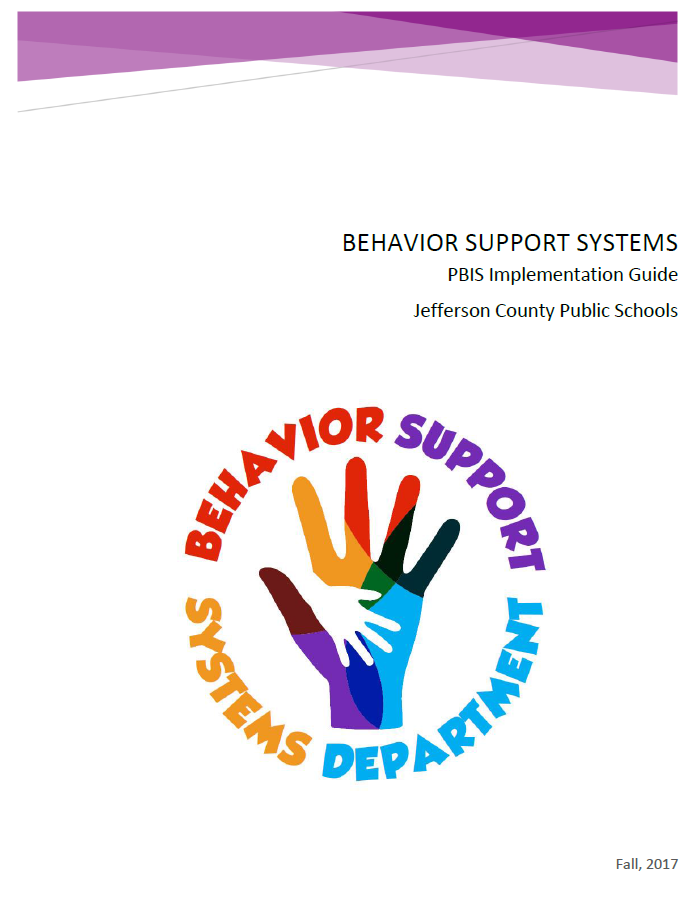 BEHAVIOR SUPPORT SYSTEMS
PBIS Implementation Guide
Jefferson County Public Schools
BEHAVIOR SUPPORT
SYSTEMS DEPARTMENT
Fall, 2017